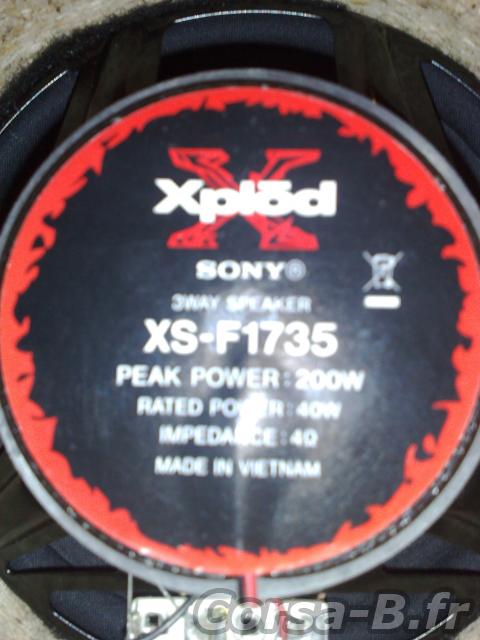 X
Xplōd
SONY®
3WAY SPEAKER
XS-F1735
PEAK POWER : 200W
RATED POWER : 40W
IMPEDANCE : 4Ω
MADE IN VIETNAM
Corsa-B.fr